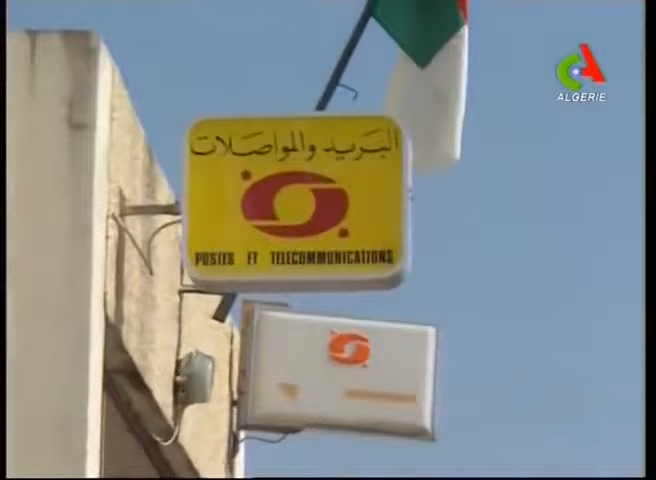 ALGERIE
البريد والمواصلات
POSTES ET TELECOMMUNICATIONS